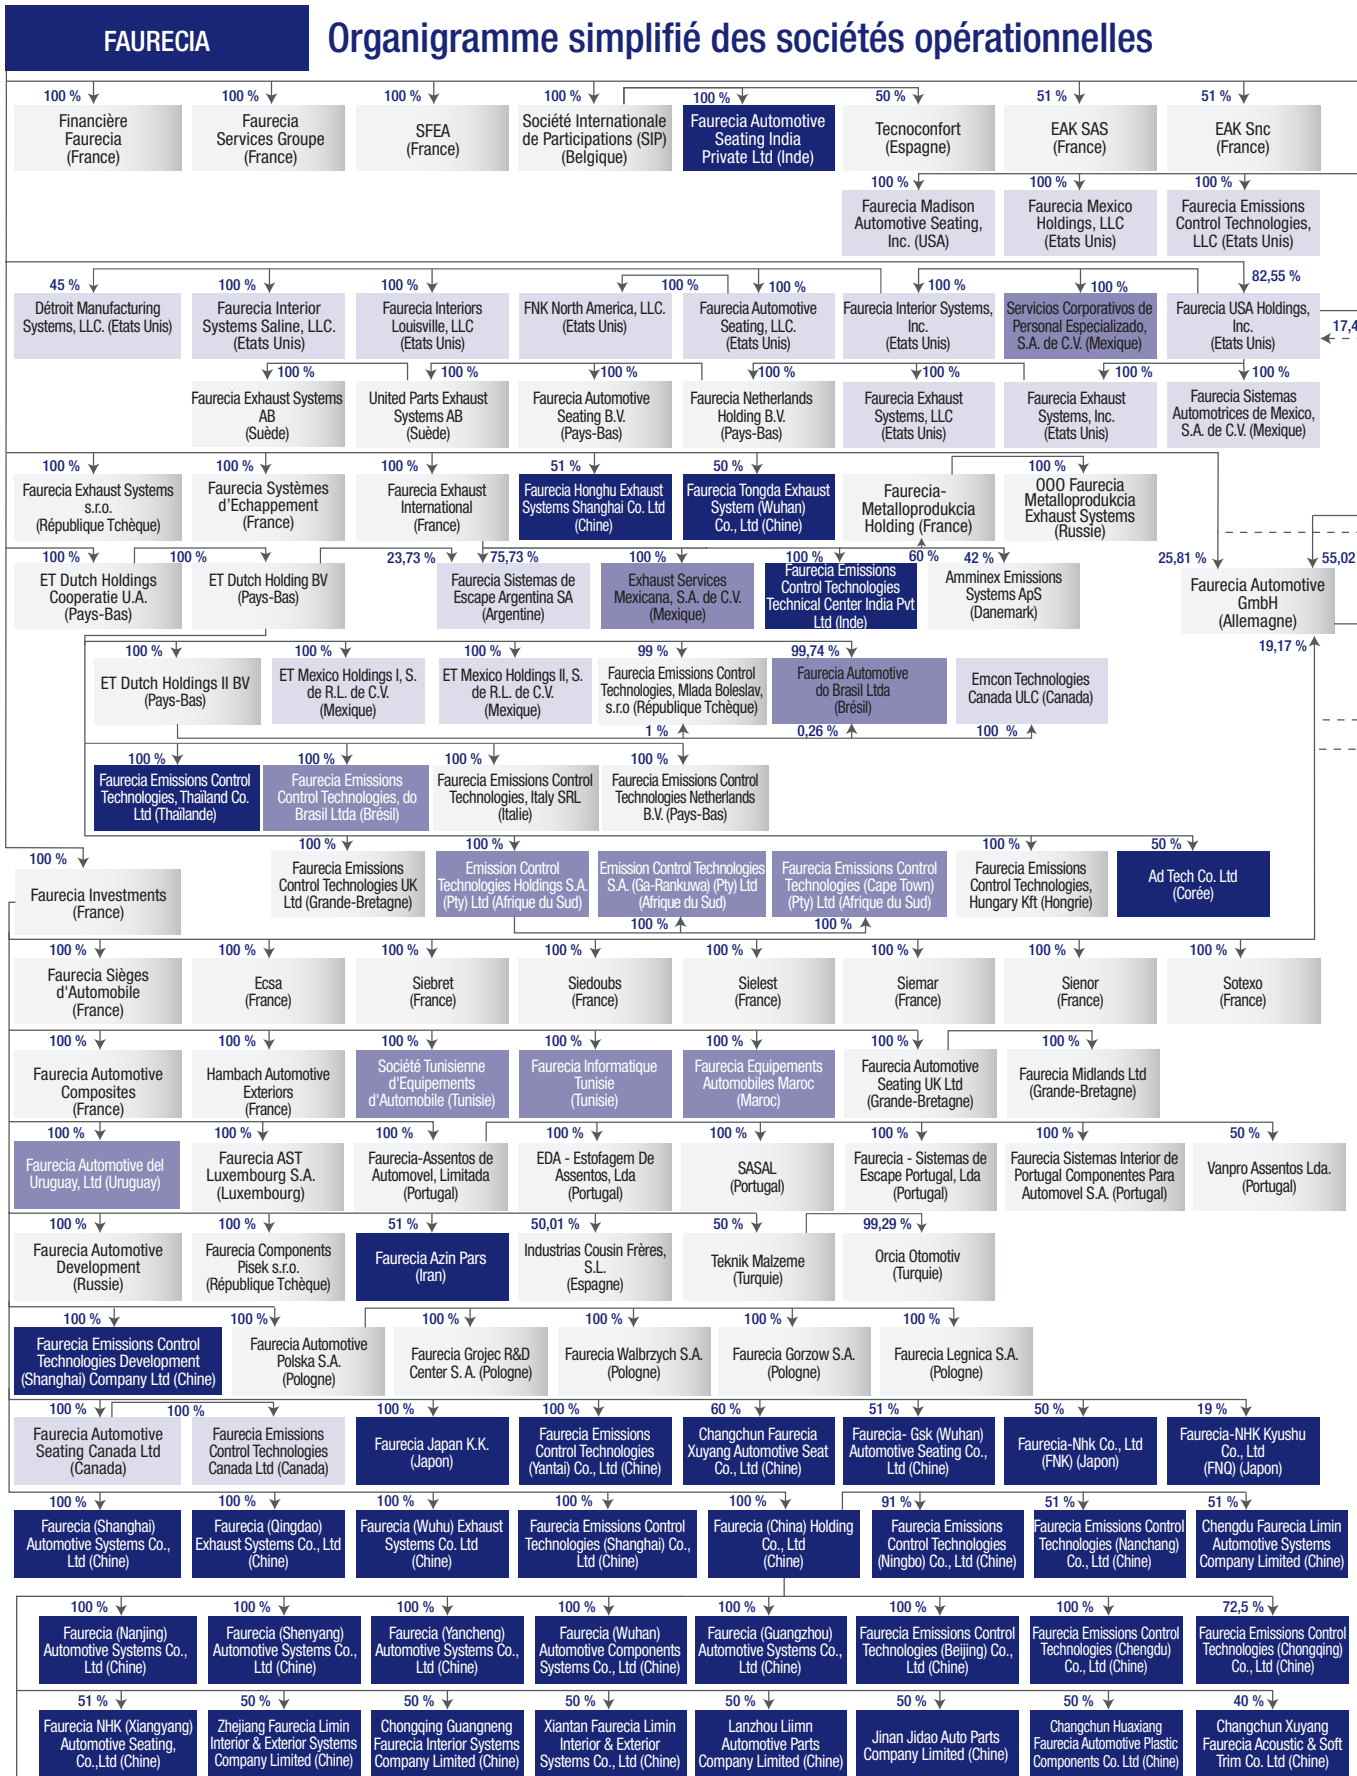 FAURECIA
Organigramme simplifié des sociétés opérationnelles
100 %
100 %
100 %
100 %
100 %
50 %
51 %
51 %
Financière
Faurecia
(France)
Faurecia
Services Groupe
(France)
SFEA
(France)
Société Internationale
de Participations (SIP)
(Belgique)
Faurecia Automotive
Seating India
Private Ltd (Inde)
Tecnoconfort
(Espagne)
EAK SAS
(France)
EAK Snc
(France)
100 %
100 %
100 %
Faurecia Madison
Automotive Seating,
Inc. (USA)
Faurecia Mexico
Holdings, LLC
(Etats Unis)
Faurecia Emissions
Control Technologies,
LLC (Etats Unis)
45 %
100 %
100 %
100 %
100 %
100 %
100 %
82,55 %
Détroit Manufacturing
Systems, LLC. (Etats Unis)
Faurecia Interior
Systems Saline, LLC.
(Etats Unis)
Faurecia Interiors
Louisville, LLC
(Etats Unis)
FNK North America, LLC.
(Etats Unis)
Faurecia Automotive
Seating, LLC.
(Etats Unis)
Faurecia Interior Systems,
Inc.
(Etats Unis)
Servicios Corporativos de
Personal Especializado,
S.A. de C.V. (Mexique)
Faurecia USA Holdings,
Inc.
(Etats Unis)
17,4
100 %
100 %
100 %
100 %
100 %
100 %
100 %
Faurecia Exhaust Systems
AB
(Suède)
United Parts Exhaust
Systems AB
(Suède)
Faurecia Automotive
Seating B.V.
(Pays-Bas)
Faurecia Netherlands
Holding B.V.
(Pays-Bas)
Faurecia Exhaust
Systems, LLC
(Etats Unis)
Faurecia Exhaust
Systems, Inc.
(Etats Unis)
Faurecia Sistemas
Automotrices de Mexico,
S.A. de C.V. (Mexique)
100 %
100 %
100 %
51 %
50 %
100 %
Faurecia Exhaust Systems
s.r.o.
(République Tchèque)
Faurecia Systèmes
d'Echappement
(France)
Faurecia Exhaust
International
(France)
Faurecia Honghu Exhaust
Systems Shanghai Co. Ltd
(Chine)
Faurecia Tongda Exhaust
System (Wuhan)
Co., Ltd (Chine)
Faurecia-
Metalloprodukcia
Holding (France)
OOO Faurecia
Metalloprodukcia
Exhaust Systems
(Russie)
100 %
100 %
23,73 %
75,73 %
100 %
100 %
60 %
42 %
25,81 %
55,02
ET Dutch Holdings
Cooperatie U.A.
(Pays-Bas)
ET Dutch Holding BV
(Pays-Bas)
Faurecia Sistemas de
Escape Argentina SA
(Argentine)
Exhaust Services
Mexicana, S.A. de C.V.
(Mexique)
Faurecia Emissions
Control Technologies
Technical Center India Pvt
Ltd (Inde)
Amminex Emissions
Systems ApS
(Danemark)
Faurecia Automotive
GmbH
(Allemagne)
19,17 %
100 %
100 %
100 %
99 %
99,74 %
ET Dutch Holdings II BV
(Pays-Bas)
ET Mexico Holdings I, S.
de R.L. de C.V.
(Mexique)
ET Mexico Holdings II, S.
de R.L. de C.V.
(Mexique)
Faurecia Emissions Control
Technologies, Mlada Boleslav,
s.r.o (République Tchèque)
Faurecia Automotive
do Brasil Ltda
(Brésil)
Emcon Technologies
Canada ULC (Canada)
1 %
0,26 %
100 %
100 %
100 %
100 %
100 %
Faurecia Emissions Control
Technologies, Thaïland Co.
Ltd (Thaïlande)
Faurecia Emissions
Control Technologies, do
Brasil Ltda (Brésil)
Faurecia Emissions Control
Technologies, Italy SRL
(Italie)
Faurecia Emissions Control
Technologies Netherlands
B.V. (Pays-Bas)
100 %
100 %
100 %
100 %
50 %
Faurecia Investments
(France)
Faurecia Emissions
Control Technologies UK
Ltd (Grande-Bretagne)
Emission Control
Technologies Holdings S.A.
(Pty) Ltd (Afrique du Sud)
Emission Control Technologies
S.A. (Ga-Rankuwa) (Pty) Ltd
(Afrique du Sud)
Faurecia Emissions Control
Technologies (Cape Town)
(Pty) Ltd (Afrique du Sud)
Faurecia Emissions
Control Technologies,
Hungary Kft (Hongrie)
Ad Tech Co. Ltd
(Corée)
100 %
100 %
100 %
100 %
100 %
100 %
100 %
100 %
100 %
100 %
Faurecia Sièges
d'Automobile
(France)
Ecsa
(France)
Siebret
(France)
Siedoubs
(France)
Sielest
(France)
Siemar
(France)
Sienor
(France)
Sotexo
(France)
100 %
100 %
100 %
100 %
100 %
100 %
100 %
Faurecia Automotive
Composites
(France)
Hambach Automotive
Exteriors
(France)
Société Tunisienne
d'Equipements
d'Automobile (Tunisie)
Faurecia Informatique
Tunisie
(Tunisie)
Faurecia Equipements
Automobiles Maroc
(Maroc)
Faurecia Automotive
Seating UK Ltd
(Grande-Bretagne)
Faurecia Midlands Ltd
(Grande-Bretagne)
100 %
100 %
100 %
100 %
100 %
100 %
100 %
50 %
Faurecia Automotive del
Uruguay, Ltd (Uruguay)
Faurecia AST
Luxembourg S.A.
(Luxembourg)
Faurecia-Assentos de
Automovel, Limitada
(Portugal)
EDA - Estofagem De
Assentos, Lda
(Portugal)
SASAL
(Portugal)
Faurecia - Sistemas de
Escape Portugal, Lda
(Portugal)
Faurecia Sistemas Interior de
Portugal Componentes Para
Automovel S.A. (Portugal)
Vanpro Assentos Lda.
(Portugal)
100 %
100 %
51 %
50,01 %
50 %
99,29 %
Faurecia Automotive
Development
(Russie)
Faurecia Components
Pisek s.r.o.
(République Tchèque)
Faurecia Azin Pars
(Iran)
Industrias Cousin Frères,
S.L.
(Espagne)
Teknik Malzeme
(Turquie)
Orcia Otomotiv
(Turquie)
100 %
100 %
100 %
100 %
100 %
100 %
Faurecia Emissions Control
Technologies Development
(Shanghai) Company Ltd (Chine)
Faurecia Automotive
Polska S.A.
(Pologne)
Faurecia Grojec R&D
Center S. A. (Pologne)
Faurecia Walbrzych S.A.
(Pologne)
Faurecia Gorzow S.A.
(Pologne)
Faurecia Legnica S.A.
(Pologne)
100 %
100 %
100 %
100 %
60 %
51 %
50 %
19 %
Faurecia Automotive
Seating Canada Ltd
(Canada)
Faurecia Emissions
Control Technologies
Canada Ltd (Canada)
Faurecia Japan K.K.
(Japon)
Faurecia Emissions
Control Technologies
(Yantai) Co., Ltd (Chine)
Changchun Faurecia
Xuyang Automotive Seat
Co., Ltd (Chine)
Faurecia- Gsk (Wuhan)
Automotive Seating Co.,
Ltd (Chine)
Faurecia-Nhk Co., Ltd
(FNK) (Japon)
Faurecia-NHK Kyushu
Co., Ltd
(FNQ) (Japon)
100 %
100 %
100 %
100 %
100 %
91 %
51 %
51 %
Faurecia (Shanghai)
Automotive Systems Co.,
Ltd (Chine)
Faurecia (Qingdao)
Exhaust Systems Co., Ltd
(Chine)
Faurecia (Wuhu) Exhaust
Systems Co. Ltd
(Chine)
Faurecia Emissions Control
Technologies (Shanghai) Co.,
Ltd (Chine)
Faurecia (China) Holding
Co., Ltd
(Chine)
Faurecia Emissions
Control Technologies
(Ningbo) Co., Ltd (Chine)
Faurecia Emissions Control
Technologies (Nanchang)
Co., Ltd (Chine)
Chengdu Faurecia Limin
Automotive Systems
Company Limited (Chine)
100 %
100 %
100 %
100 %
100 %
100 %
100 %
72,5 %
Faurecia (Nanjing)
Automotive Systems Co.,
Ltd (Chine)
Faurecia (Shenyang)
Automotive Systems Co.,
Ltd (Chine)
Faurecia (Yancheng)
Automotive Systems Co.,
Ltd (Chine)
Faurecia (Wuhan)
Automotive Components
Systems Co., Ltd (Chine)
Faurecia (Guangzhou)
Automotive Systems Co.,
Ltd (Chine)
Faurecia Emissions Control
Technologies (Beijing) Co.,
Ltd (Chine)
Faurecia Emissions Control
Technologies (Chengdu)
Co., Ltd (Chine)
Faurecia Emissions Control
Technologies (Chongqing)
Co., Ltd (Chine)
51 %
50 %
50 %
50 %
50 %
50 %
50 %
40 %
Faurecia NHK (Xiangyang)
Automotive Seating,
Co.,Ltd (Chine)
Zhejiang Faurecia Limin
Interior & Exterior Systems
Company Limited (Chine)
Chongqing Guangneng
Faurecia Interior Systems
Company Limited (Chine)
Xiantan Faurecia Limin
Interior & Exterior
Systems Co., Ltd (Chine)
Lanzhou Liimn
Automotive Parts
Company Limited (Chine)
Jinan Jidao Auto Parts
Company Limited (Chine)
Changchun Huaxiang
Faurecia Automotive Plastic
Components Co. Ltd (Chine)
Changchun Xuyang
Faurecia Acoustic & Soft
Trim Co. Ltd (Chine)